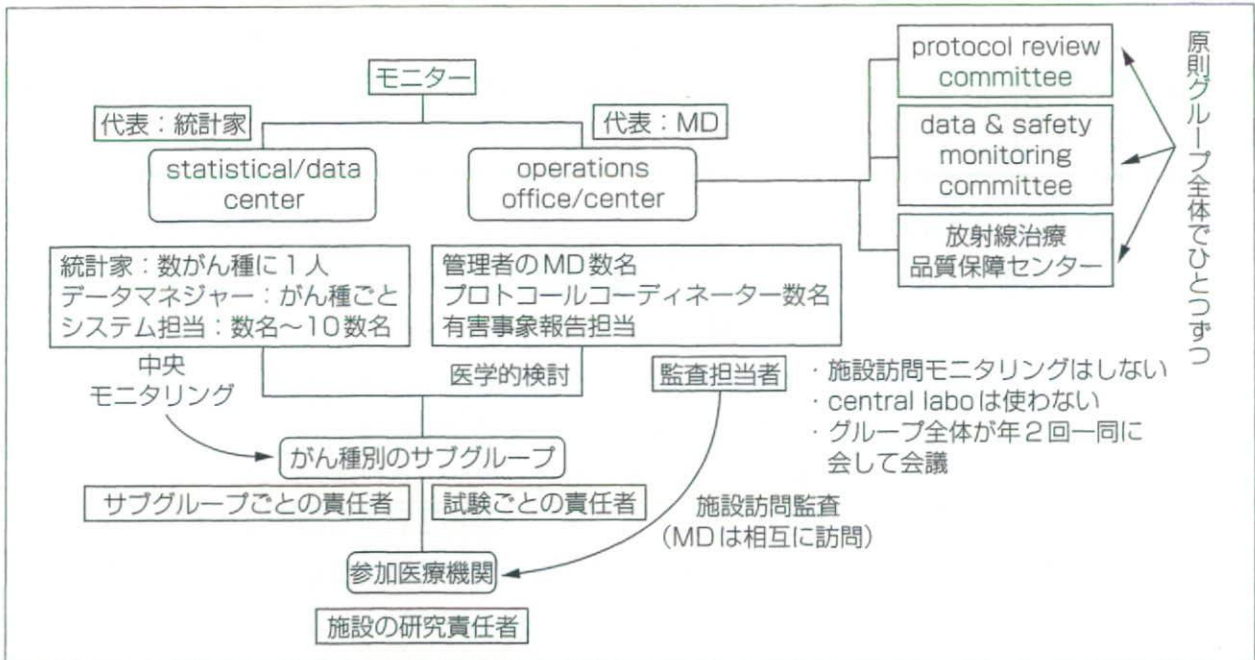 モニター
代表：統計家
statistical/data
center
代表：MD
operations
office/center
protocol review
committee
data & safety
monitoring
committee
放射線治療
品質保障センター
原則グループ全体でひとつずつ
統計家：数がん種に1人
データマネジャー：がん種ごと
システム担当：数名～10数名
管理者のMD数名
プロトコールコーディネーター数名
有害事象報告担当
中央
モニタリング
医学的検討
監査担当者
・施設訪問モニタリングはしない
・central laboは使わない
・グループ全体が年2回一同に
会して会議
がん種別のサブグループ
サブグループごとの責任者
試験ごとの責任者
施設訪問監査
(MDは相互に訪問)
参加医療機関
施設の研究責任者